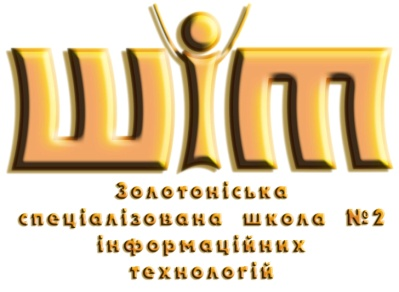 ШІТ
Золотоніська
спеціалізована школа №2
інформаційних
технологій